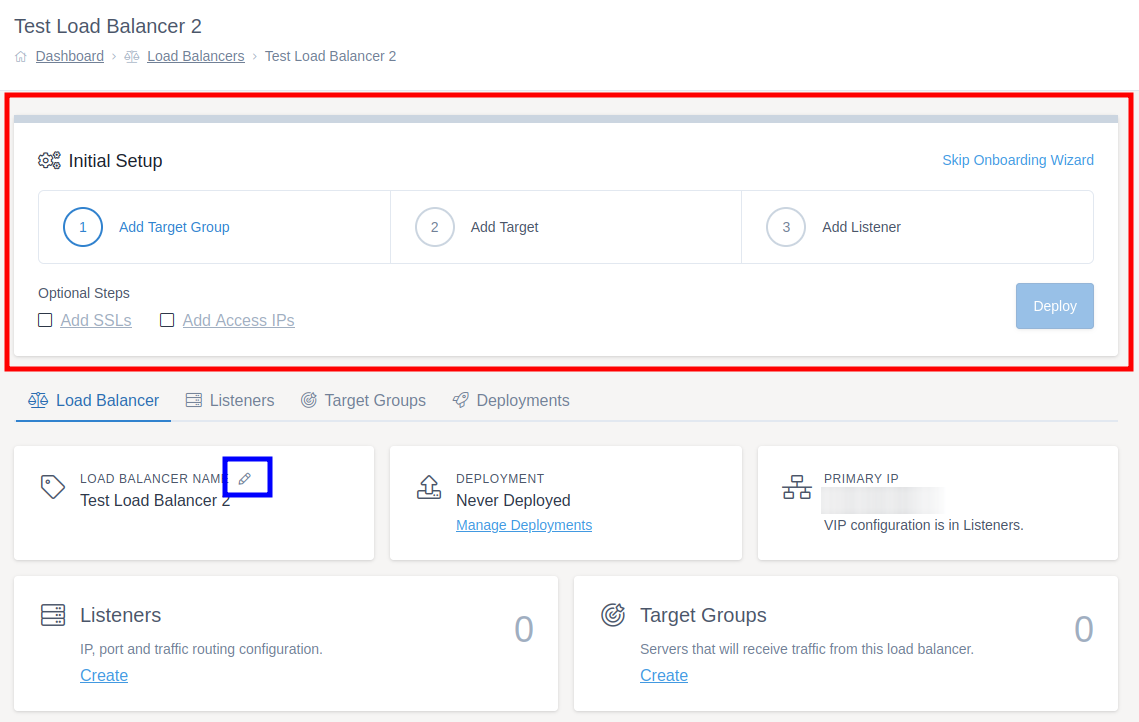 Test Load Balancer 2
Dashboard › Load Balancers › Test Load Balancer 2
Initial Setup
Skip Onboarding Wizard
1 Add Target Group
2 Add Target
3 Add Listener
Optional Steps
Add SSLs
Add Access IPs
Deploy
Load Balancer
Listeners
Target Groups
Deployments
LOAD BALANCER NAME
Test Load Balancer 2
DEPLOYMENT
Never Deployed
Manage Deployments
PRIMARY IP
VIP configuration is in Listeners.
Listeners
0
IP, port and traffic routing configuration.
Create
Target Groups
0
Servers that will receive traffic from this load balancer.
Create